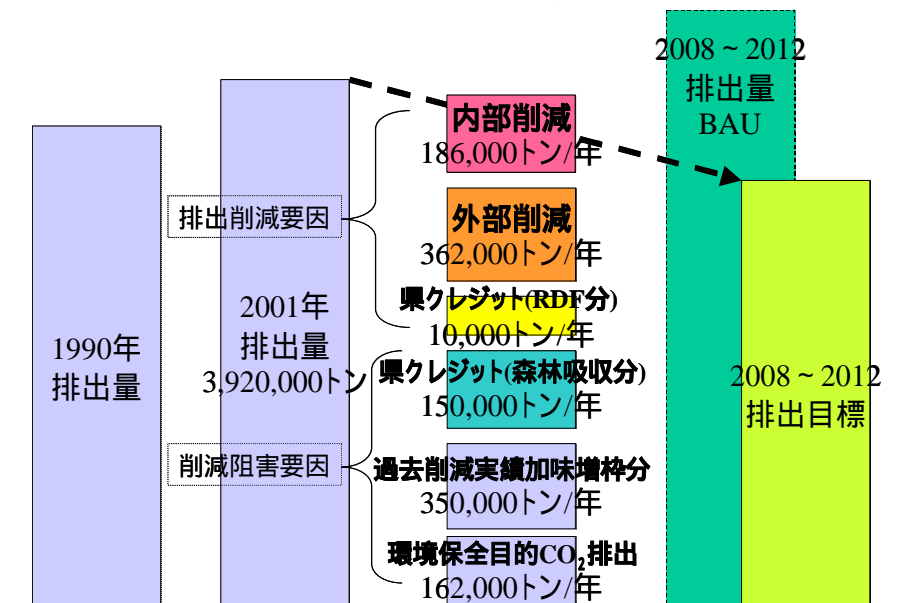 1990年
排出量
2001年
排出量
3,920,000トン
排出削減要因
削減阻害要因
内部削減
186,000トン/年
外部削減
362,000トン/年
県クレジット(RDF分)
10,000トン/年
県クレジット(森林吸収分)
150,000トン/年
過去削減実績加味増枠分
350,000トン/年
環境保全目的CO₂排出
162,000トン/年
2008~2012
排出量
BAU
2008~2012
排出目標